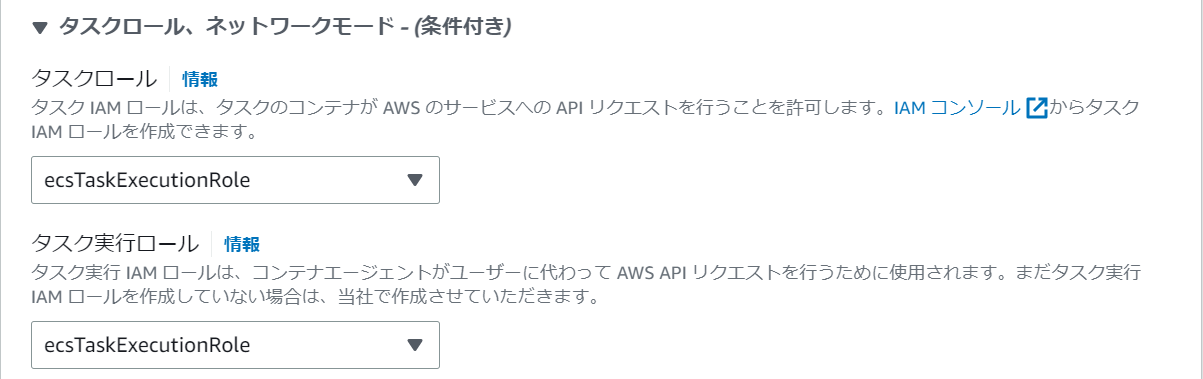 ▼ タスクロール、ネットワークモード - (条件付き)
タスクロール 情報
タスク IAM ロールは、タスクのコンテナが AWS のサービスへの API リクエストを行うことを許可します。IAM コンソール からタスク
IAM ロールを作成できます。
ecsTaskExecutionRole
タスク実行ロール 情報
タスク実行 IAM ロールは、コンテナエージェントがユーザーに代わって AWS API リクエストを行うために使用されます。まだタスク実行
IAM ロールを作成していない場合は、当社で作成させていただきます。
ecsTaskExecutionRole